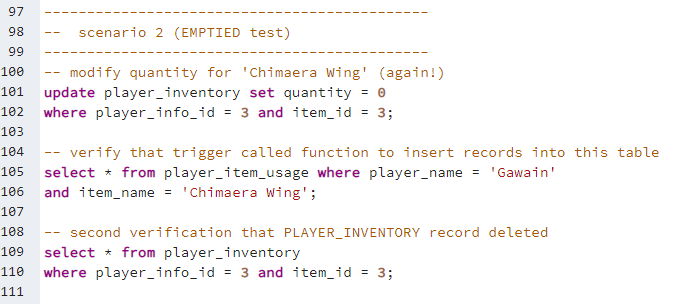 97 --------------------------------------------
98 --  scenario 2 (EMPTIED test)
99 --------------------------------------------
100 -- modify quantity for 'Chimaera Wing' (again!)
101 update player_inventory set quantity = 0
102 where player_info_id = 3 and item_id = 3;
103
104 -- verify that trigger called function to insert records into this table
105 select * from player_item_usage where player_name = 'Gawain'
106 and item_name = 'Chimaera Wing';
107
108 -- second verification that PLAYER_INVENTORY record deleted
109 select * from player_inventory
110 where player_info_id = 3 and item_id = 3;
111